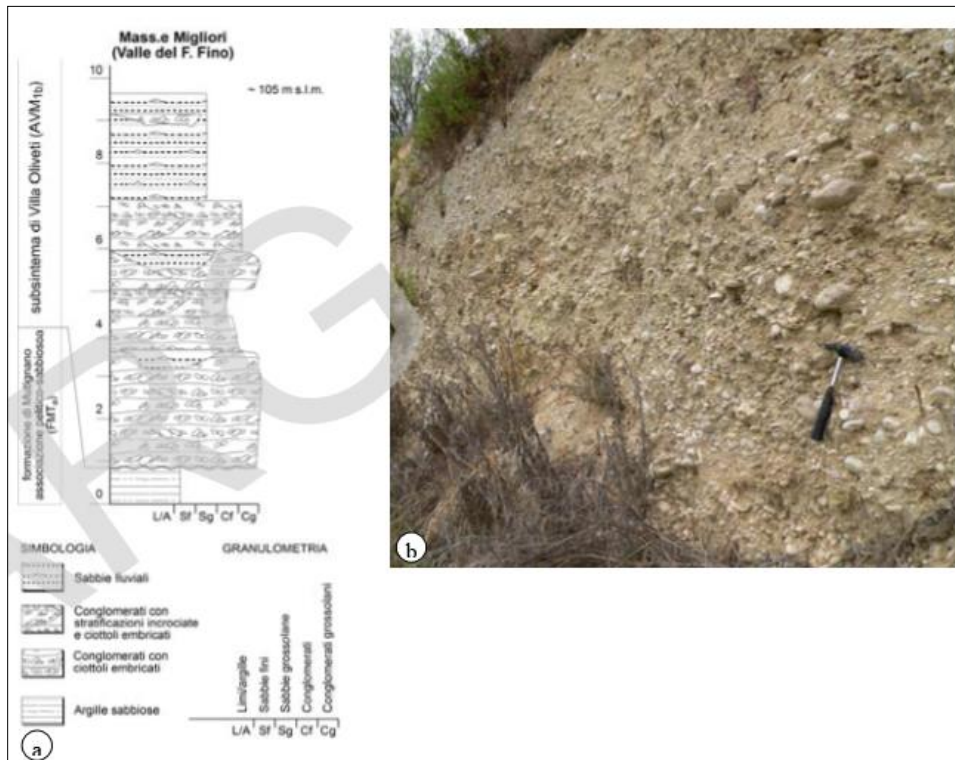 Mass.e Migliori
(Valle del F. Fino)
~ 105 m s.l.m.
subsintema di Villa Oliveti (AVM1b)
formazione di Mutignano
associazione pelitico-sabbiosa
(FMTa)
10
8
6
4
2
0
L/A Sf Sg Cf Cg
SIMBOLOGIA
Sabbie fluviali
Conglomerati con
stratificazioni incrociate
e ciottoli embricati
Conglomerati con
ciottoli embricati
Argille sabbiose
GRANULOMETRIA
Limi/argille
Sabbie fini
Sabbie grossolane
Conglomerati
Conglomerati grossolani
L/A Sf Sg Cf Cg
a
b